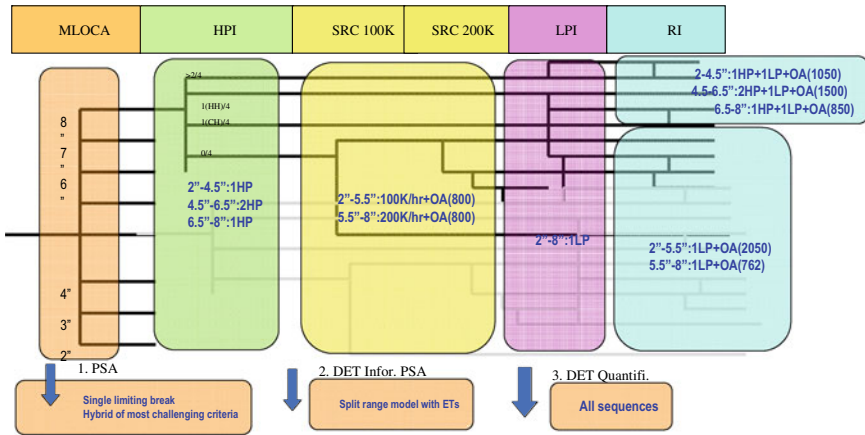 MLOCA HPI SRC 100K SRC 200K LPI RI
>2/4
1(HH)/4
1(CH)/4
0/4
8
"
7
"
6
"
4"
3"
2"
2"-4.5":1HP
4.5"-6.5":2HP
6.5"-8":1HP
2"-5.5":100K/hr+OA(800)
5.5"-8":200K/hr+OA(800)
2"-8":1LP
2-4.5":1HP+1LP+OA(1050)
4.5-6.5":2HP+1LP+OA(1500)
6.5-8":1HP+1LP+OA(850)
2"-5.5":1LP+OA(2050)
5.5"-8":1LP+OA(762)
1. PSA
Single limiting break
Hybrid of most challenging criteria
2. DET Infor. PSA
Split range model with ETs
3. DET Quantifi.
All sequences